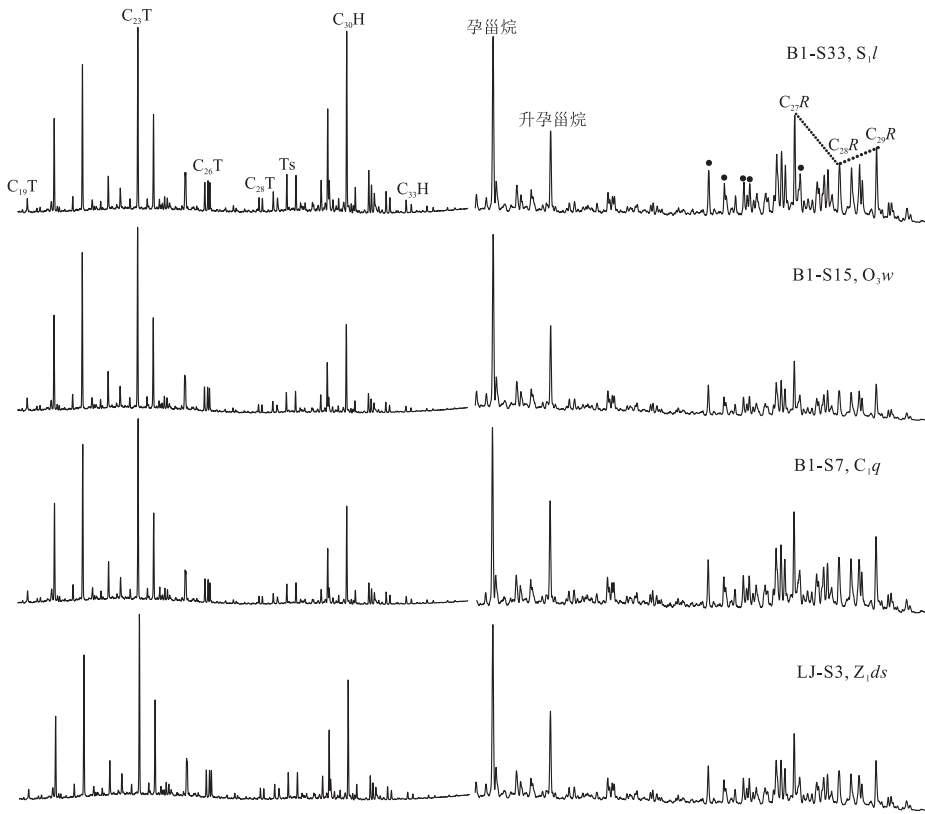 C₂₃T
C₃₀H
孕甾烷
B1-S33, S₁l
C₂₇R
升孕甾烷
C₂₈R
C₂₉R
C₁₉T
C₂₆T
C₂₈T
Ts
C₃₃H
B1-S15, O₃w
B1-S7, C₁q
LJ-S3, Z₁ds